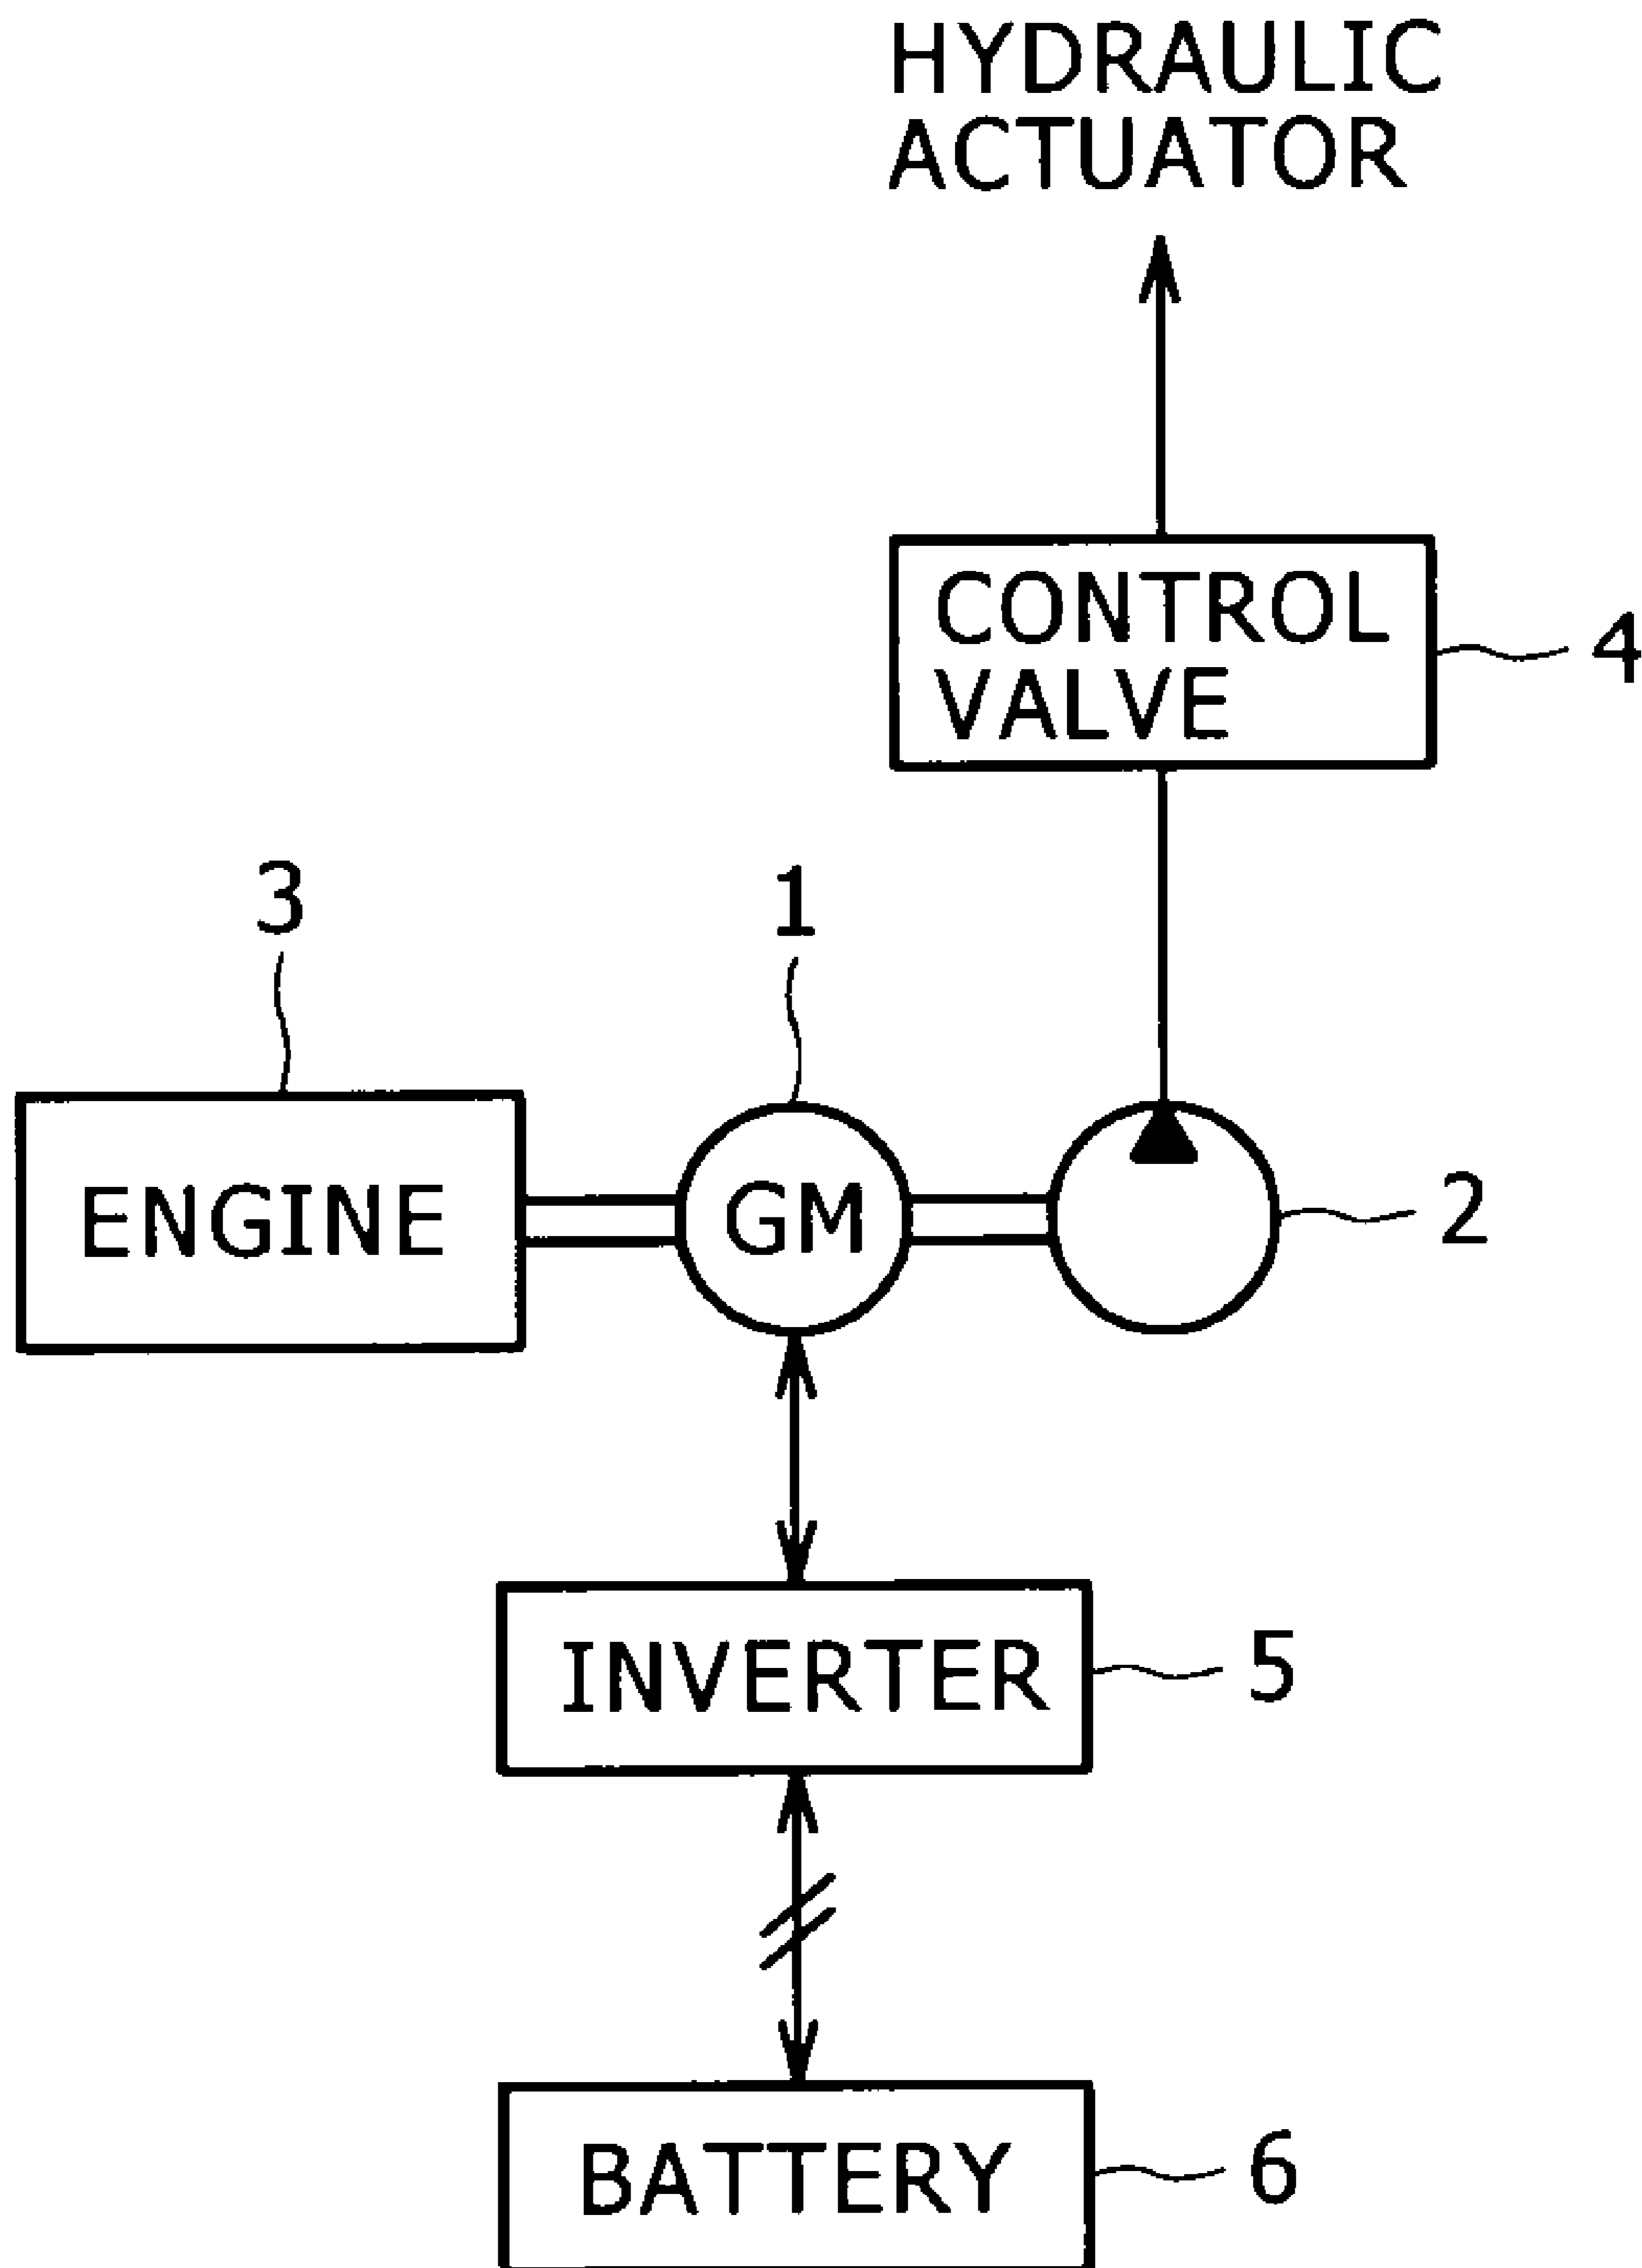 HYDRAULIC
ACTUATOR
CONTROL
VALVE
4
3
1
ENGINE
GM
2
INVERTER
5
BATTERY
6